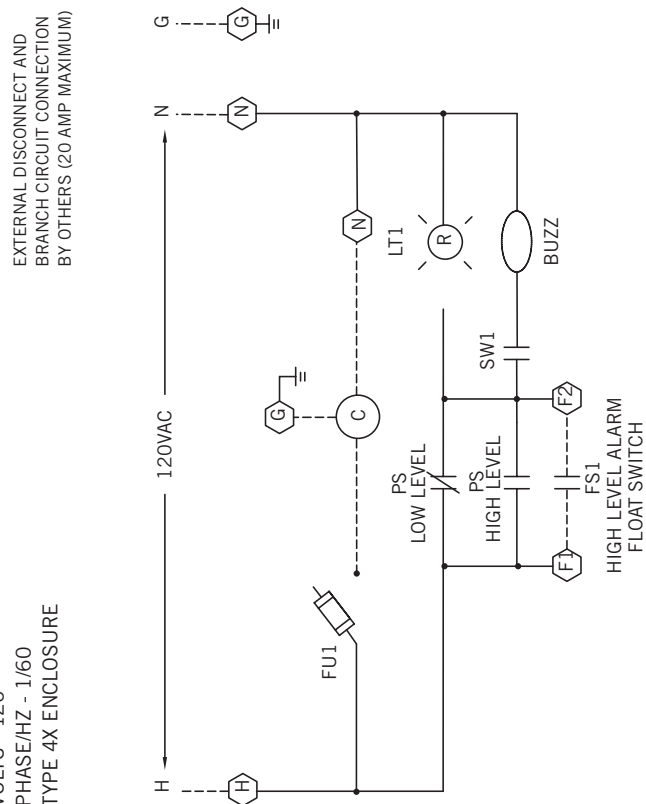 VOLTS - 120
PHASE/HZ - 1/60
TYPE 4X ENCLOSURE
EXTERNAL DISCONNECT AND
BRANCH CIRCUIT CONNECTION
BY OTHERS (20 AMP MAXIMUM)
H
120VAC
N
G
H
N
G
G
FU1
C
N
PS
LOW LEVEL
LT1
R
PS
HIGH LEVEL
SW1
BUZZ
F1
F2
FS1
HIGH LEVEL ALARM
FLOAT SWITCH